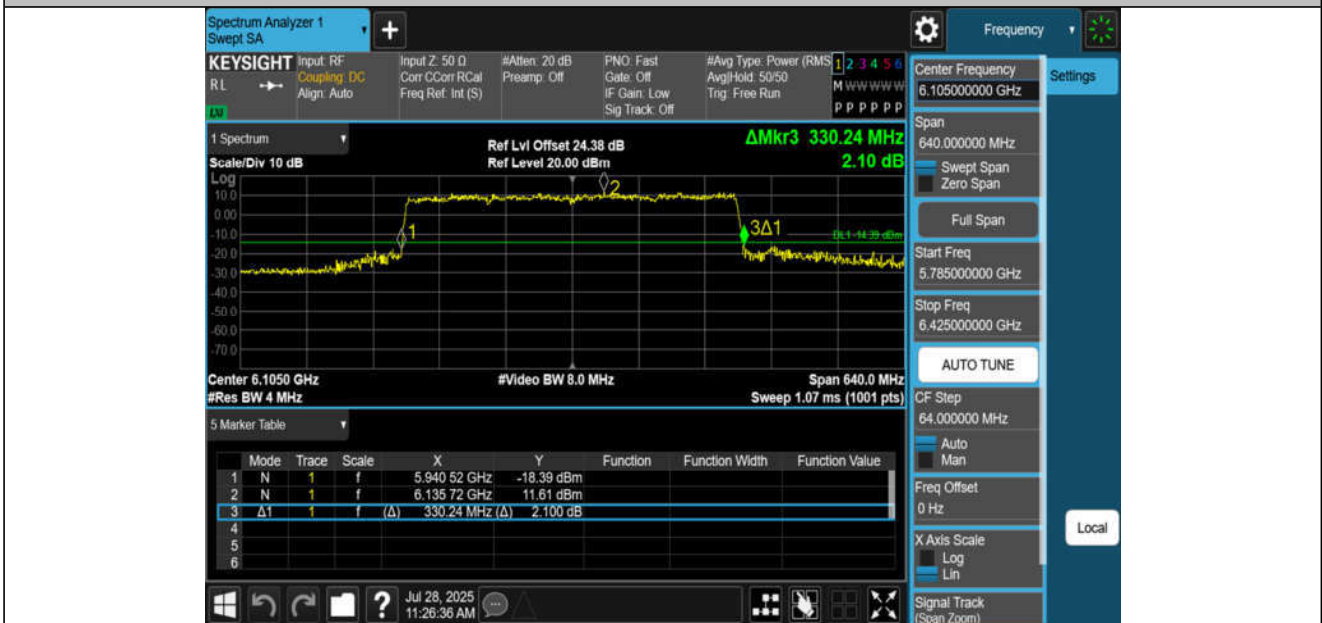 Spectrum Analyzer 1
Swept SA
+
Frequency
KEYSIGHT
RL
Input: RF
Coupling: DC
Align: Auto
Input Z: 50 Ω
Corr CCorr RCal
Freq Ref: Int (S)
#Atten: 20 dB
Preamp: Off
PNO: Fast
Gate: Off
IF Gain: Low
Sig Track: Off
#Avg Type: Power (RMS
Avg|Hold: 50/50
Trig: Free Run
1 2 3 4 5 6
M W W W W W
P P P P P P
1 Spectrum
Scale/Div 10 dB
Ref Lvl Offset 24.38 dB
Ref Level 20.00 dBm
ΔMkr3 330.24 MHz
2.10 dB
Log
10.0
0.00
-10.0
-20.0
-30.0
-40.0
-50.0
-60.0
-70.0
1
2
3Δ1
DL1 -14.39 dBm
Center 6.1050 GHz
#Res BW 4 MHz
#Video BW 8.0 MHz
Span 640.0 MHz
Sweep 1.07 ms (1001 pts)
5 Marker Table
Mode Trace Scale X Y Function Function Width Function Value
1 N 1 f 5.940 52 GHz -18.39 dBm
2 N 1 f 6.135 72 GHz 11.61 dBm
3 Δ1 1 f (Δ) 330.24 MHz (Δ) 2.100 dB
4
5
6
?
Jul 28, 2025
11:26:36 AM
Center Frequency
6.105000000 GHz
Span
640.000000 MHz
Swept Span
Zero Span
Full Span
Start Freq
5.785000000 GHz
Stop Freq
6.425000000 GHz
AUTO TUNE
CF Step
64.000000 MHz
Auto
Man
Freq Offset
0 Hz
X Axis Scale
Log
Lin
Signal Track
(Span Zoom)
Settings
Local